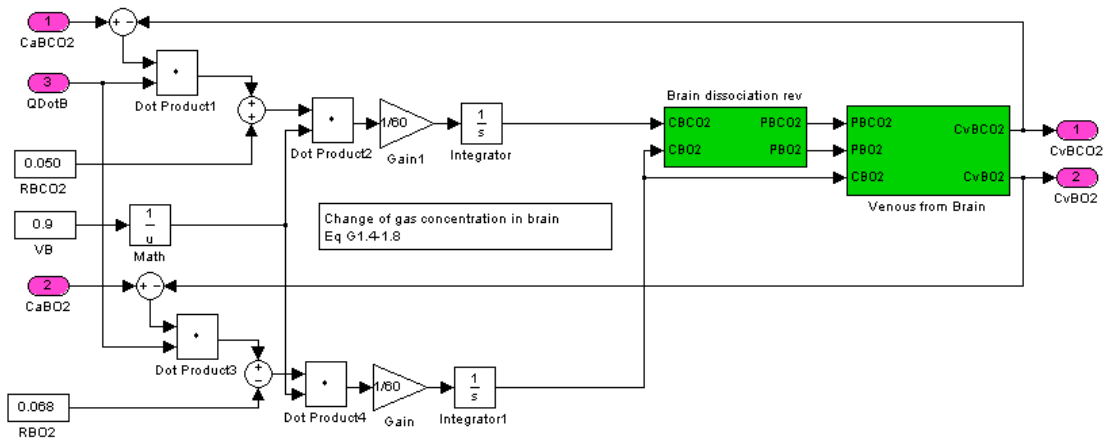 1
CaBCO2
+ −
3
QDotB
Dot Product1
+
+
0.050
RBCO2
Dot Product2
1/60
Gain1
1
s
Integrator
Brain dissociation rev
CBCO2 PBCO2
CBO2 PBO2
PBCO2 CvBCO2
PBO2
CBO2 CvBO2
Venous from Brain
1
CvBCO2
2
CvBO2
0.9
VB
1
u
Math
Change of gas concentration in brain
Eq G1.4-1.8
2
CaBO2
+ −
Dot Product3
+
−
0.068
RBO2
Dot Product4
1/60
Gain
1
s
Integrator1